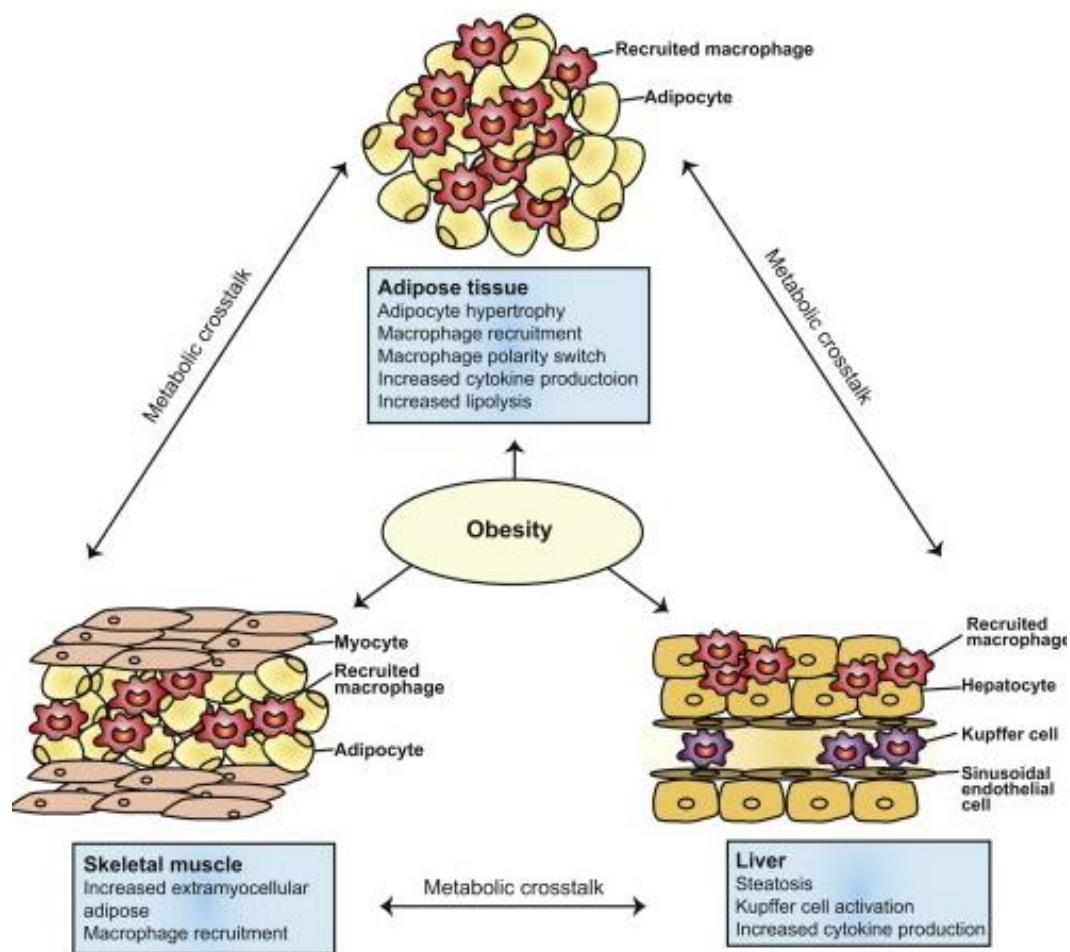 Recruited macrophage
Adipocyte
Metabolic crosstalk
Metabolic crosstalk
Adipose tissue
Adipocyte hypertrophy
Macrophage recruitment
Macrophage polarity switch
Increased cytokine productoion
Increased lipolysis
Obesity
Myocyte
Recruited
macrophage
Adipocyte
Recruited
macrophage
Hepatocyte
Kupffer cell
Sinusoidal
endothelial
cell
Skeletal muscle
Increased extramyocellular
adipose
Macrophage recruitment
Metabolic crosstalk
Liver
Steatosis
Kupffer cell activation
Increased cytokine production